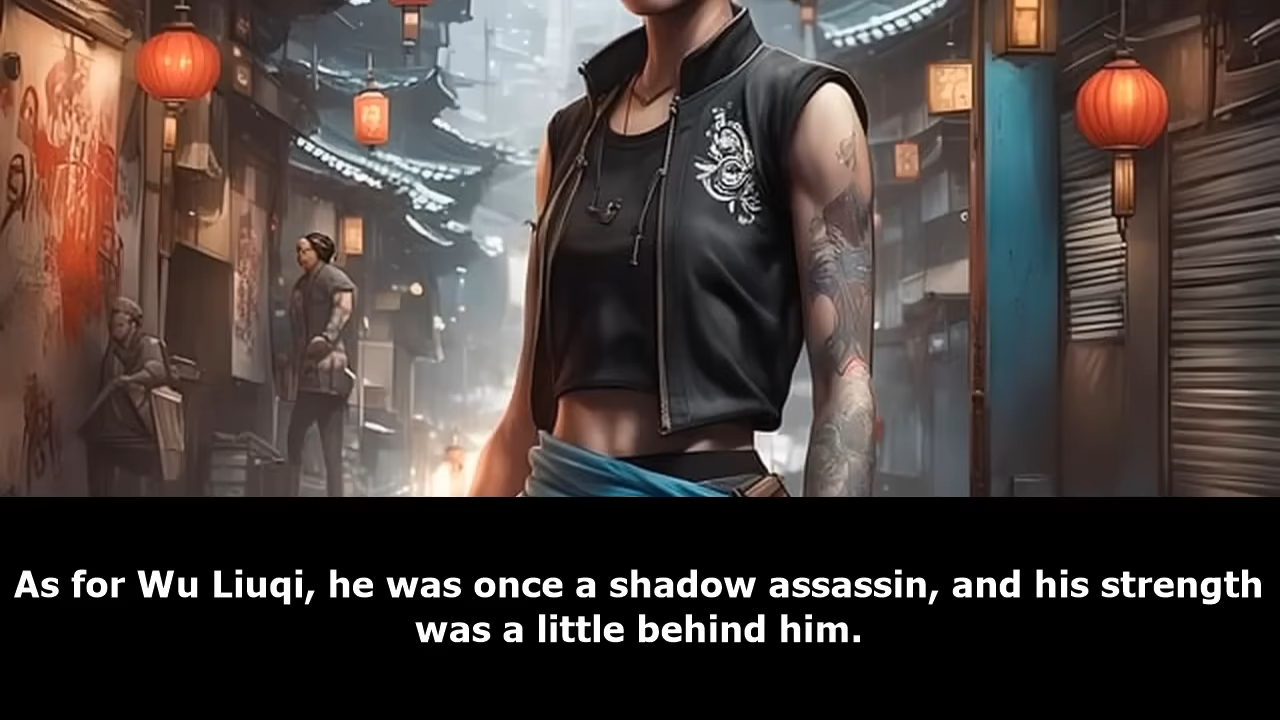 As for Wu Liuqi, he was once a shadow assassin, and his strength
was a little behind him.